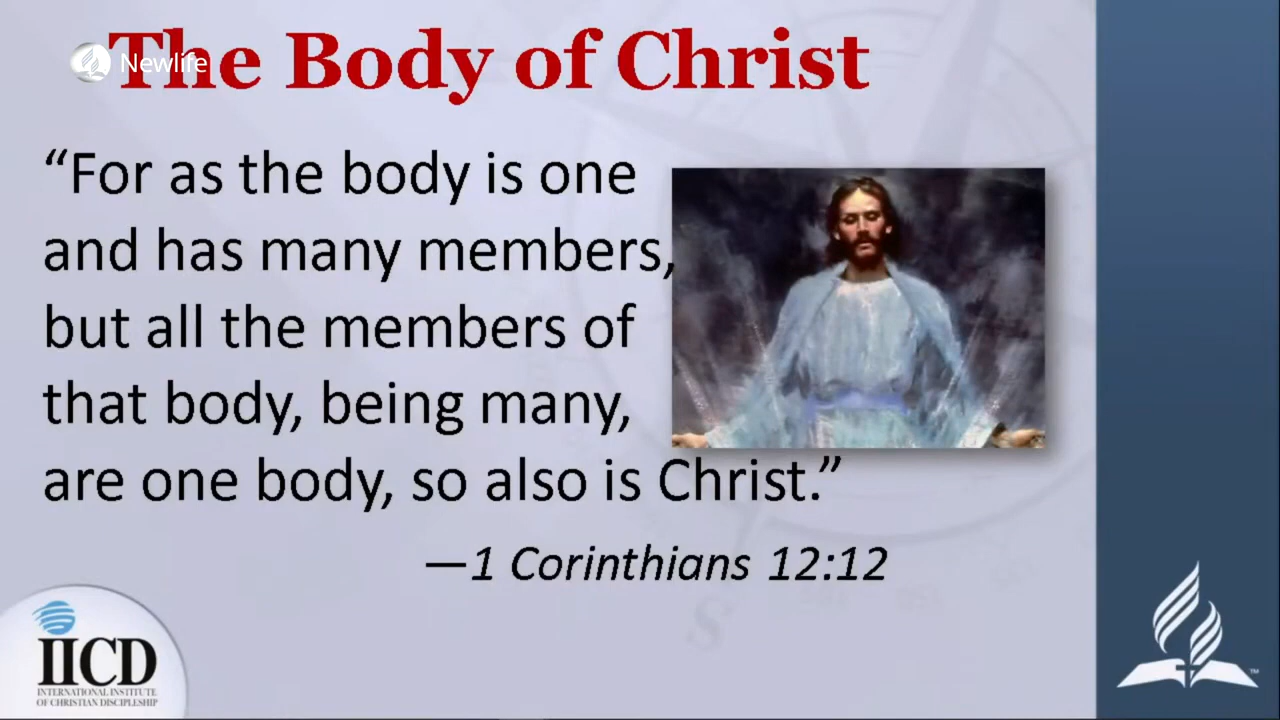 The Body of Christ
Newlife
“For as the body is one
and has many members,
but all the members of
that body, being many,
are one body, so also is Christ.”
—1 Corinthians 12:12
S
IICD
INTERNATIONAL INSTITUTE
OF CHRISTIAN DISCIPLESHIP
TM